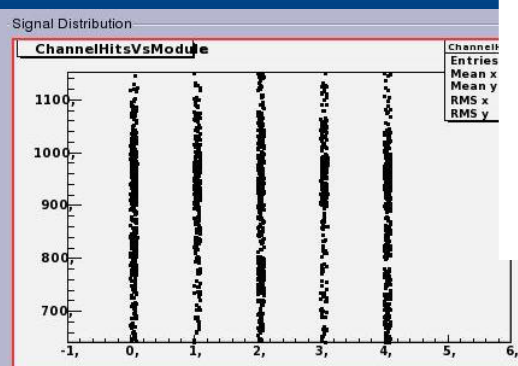 Signal Distribution
ChannelHitsVsModule
Entries
Mean x
Mean y
RMS x
RMS y
1100,
1000,
900,
800,
700,
-1, 0, 1, 2, 3, 4, 5, 6,